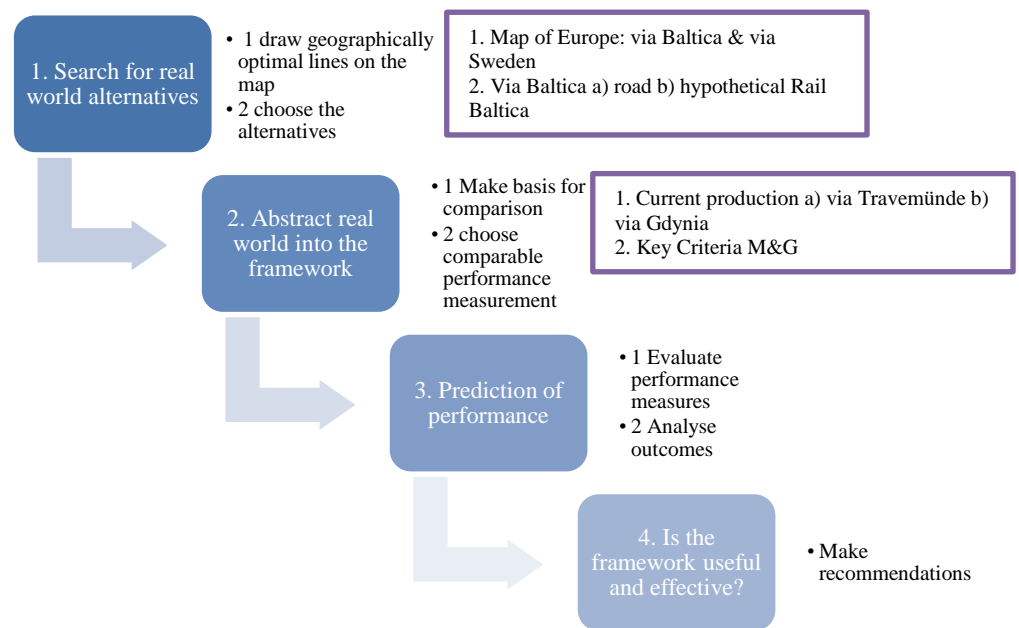 1. Search for real
world alternatives
• 1 draw geographically
optimal lines on the
map
• 2 choose the
alternatives
1. Map of Europe: via Baltica & via
Sweden
2. Via Baltica a) road b) hypothetical Rail
Baltica
2. Abstract real
world into the
framework
• 1 Make basis for
comparison
• 2 choose
comparable
performance
measurement
1. Current production a) via Travemünde b)
via Gdynia
2. Key Criteria M&G
3. Prediction of
performance
• 1 Evaluate
performance
measures
• 2 Analyse
outcomes
4. Is the
framework useful
and effective?
• Make
recommendations